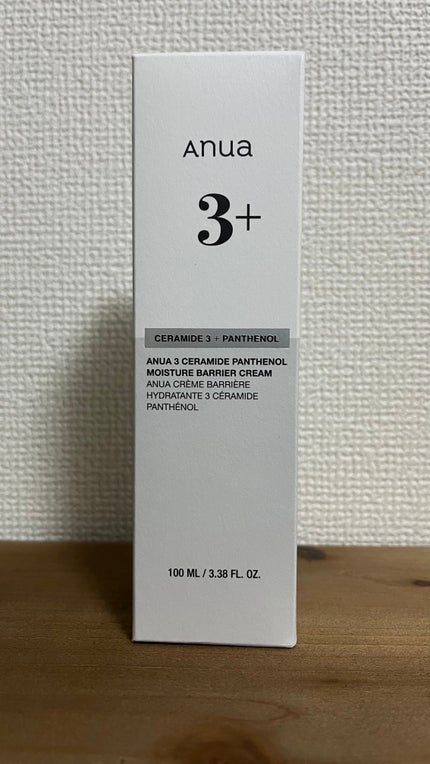 Anua
3+
CERAMIDE 3 + PANTHENOL
ANUA 3 CERAMIDE PANTHENOL
MOISTURE BARRIER CREAM
ANUA CRÈME BARRIÈRE
HYDRATANTE 3 CÉRAMIDE
PANTHÉNOL
100 ML / 3.38 FL. OZ.